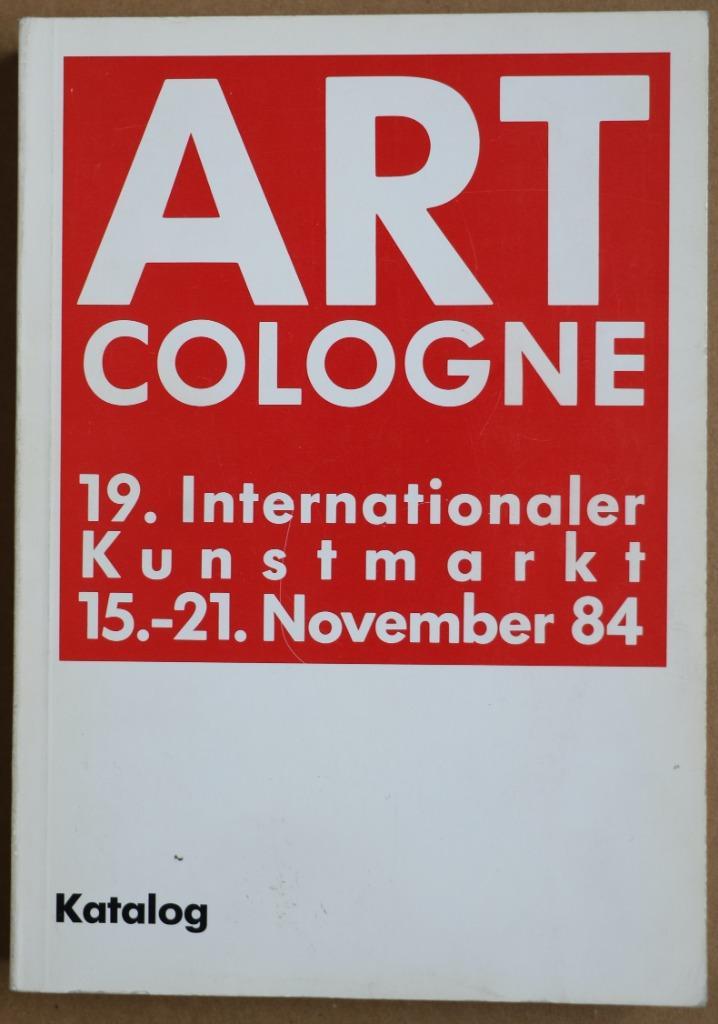 ART
COLOGNE
19. Internationaler
Kunstmarkt
15.-21. November 84
Katalog